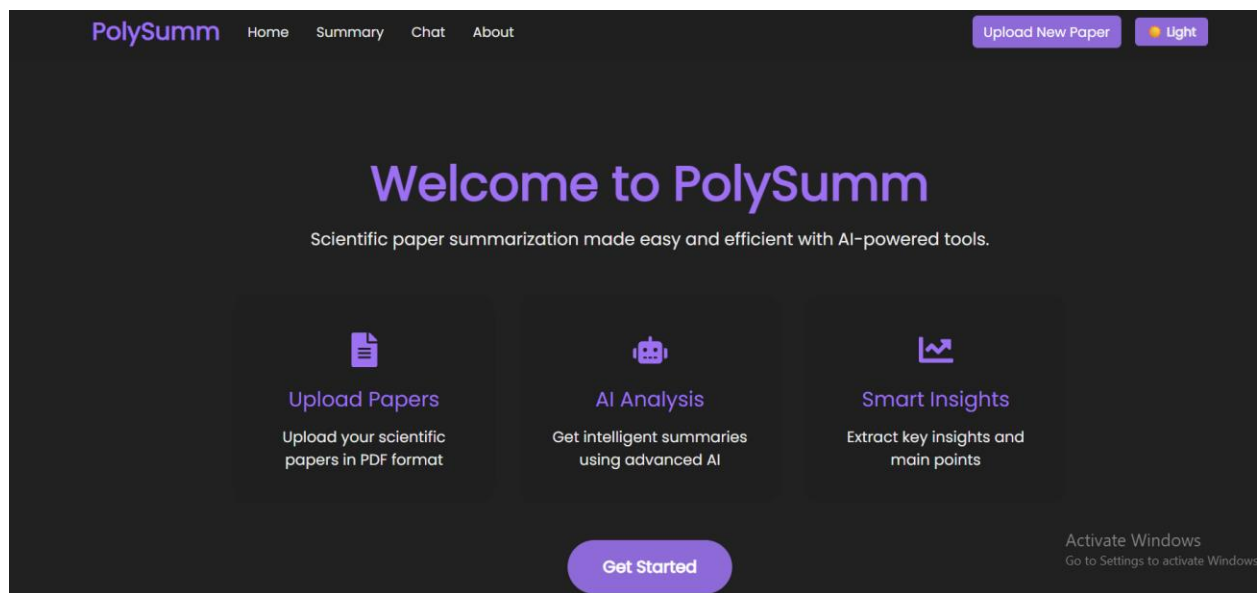 PolySumm Home Summary Chat About Upload New Paper Light
Welcome to PolySumm
Scientific paper summarization made easy and efficient with AI-powered tools.
Upload Papers
Upload your scientific
papers in PDF format
AI Analysis
Get intelligent summaries
using advanced AI
Smart Insights
Extract key insights and
main points
Get Started
Activate Windows
Go to Settings to activate Windows